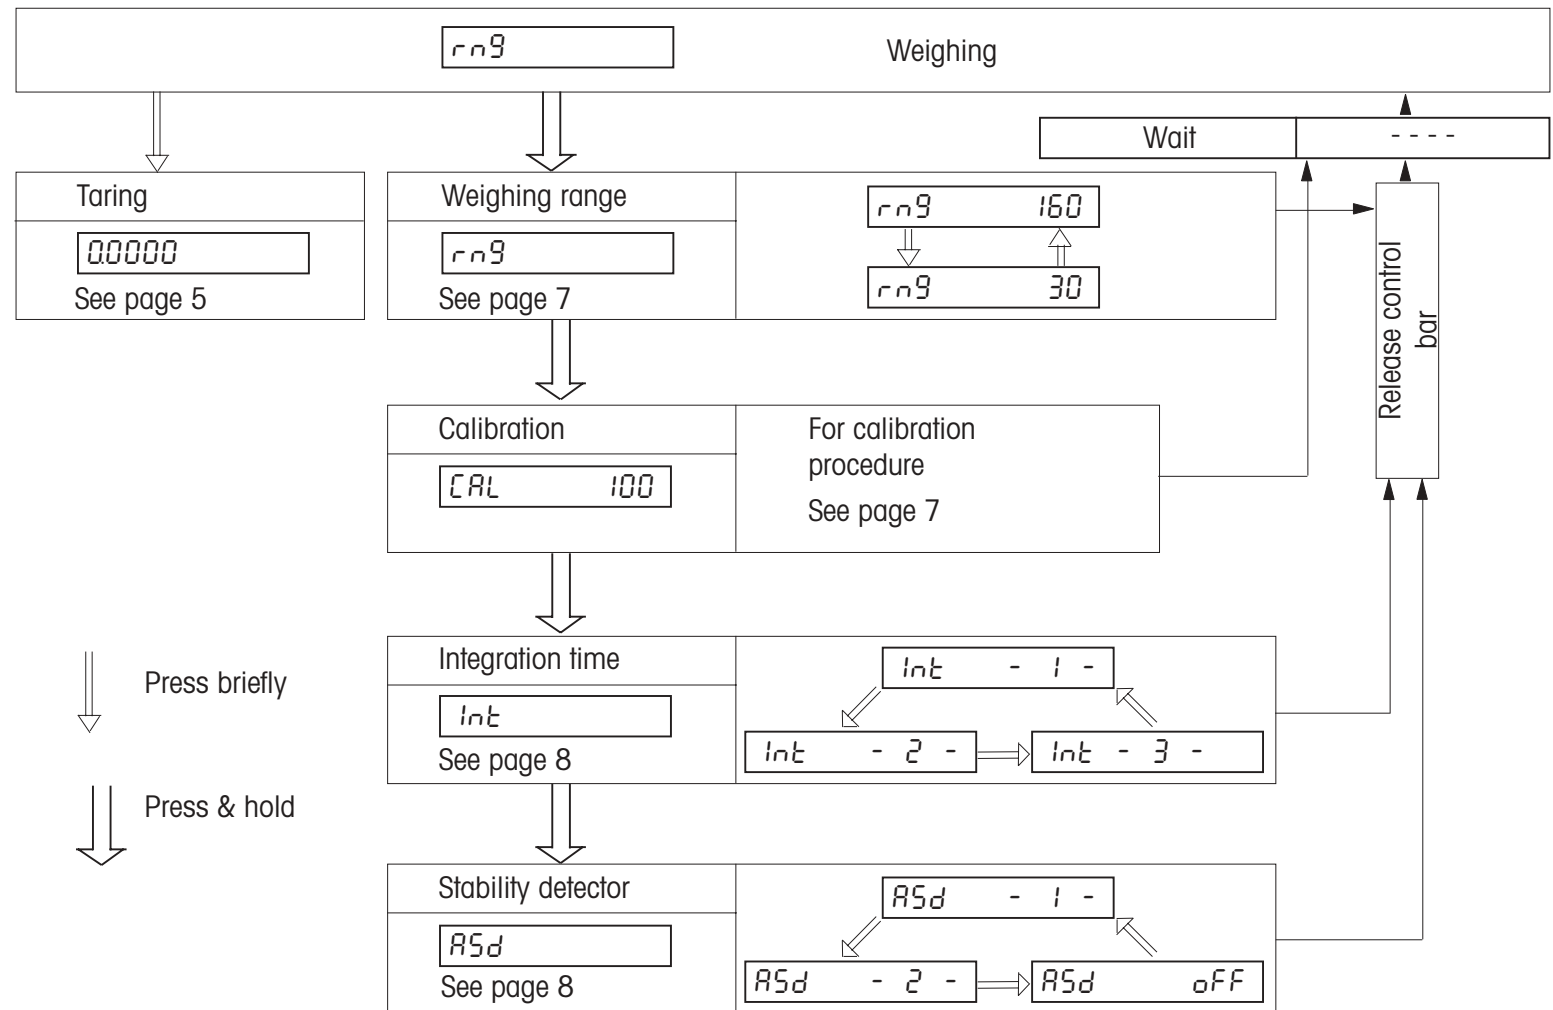 rng
Weighing
Wait
- - - -
Taring
0.0000
See page 5
Weighing range
rng
See page 7
rng 160
rng 30
Release control
bar
Calibration
CAL 100
For calibration
procedure
See page 7
Press briefly
Press & hold
Integration time
Int
See page 8
Int - 1 -
Int - 2 -
Int - 3 -
Stability detector
ASd
See page 8
ASd - 1 -
ASd - 2 -
ASd oFF